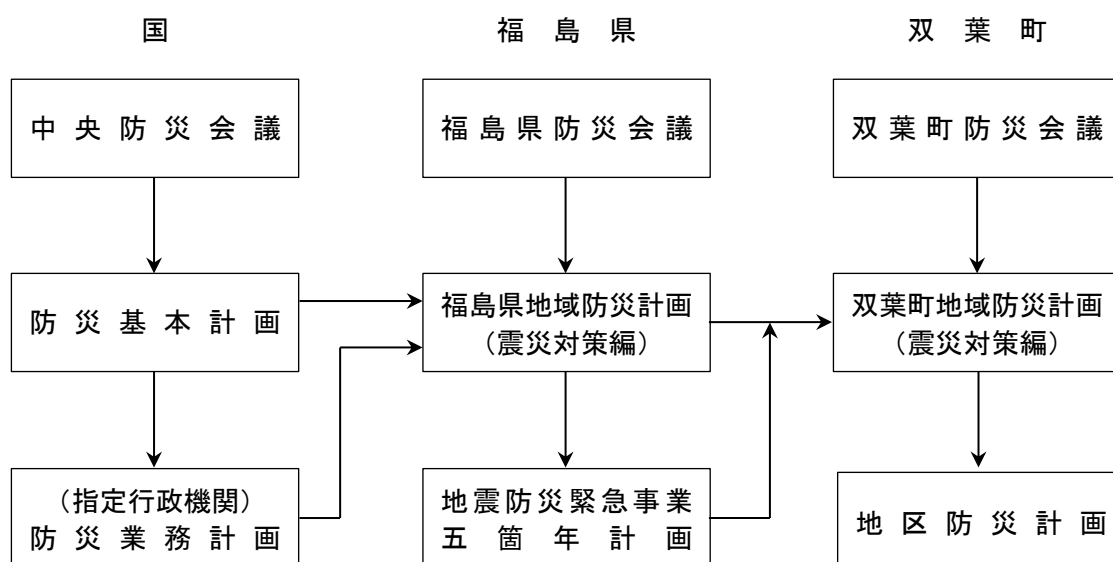 国
福島県
双葉町
中央防災会議
福島県防災会議
双葉町防災会議
防災基本計画
福島県地域防災計画
（震災対策編）
双葉町地域防災計画
（震災対策編）
（指定行政機関）
防災業務計画
地震防災緊急事業
五箇年計画
地区防災計画